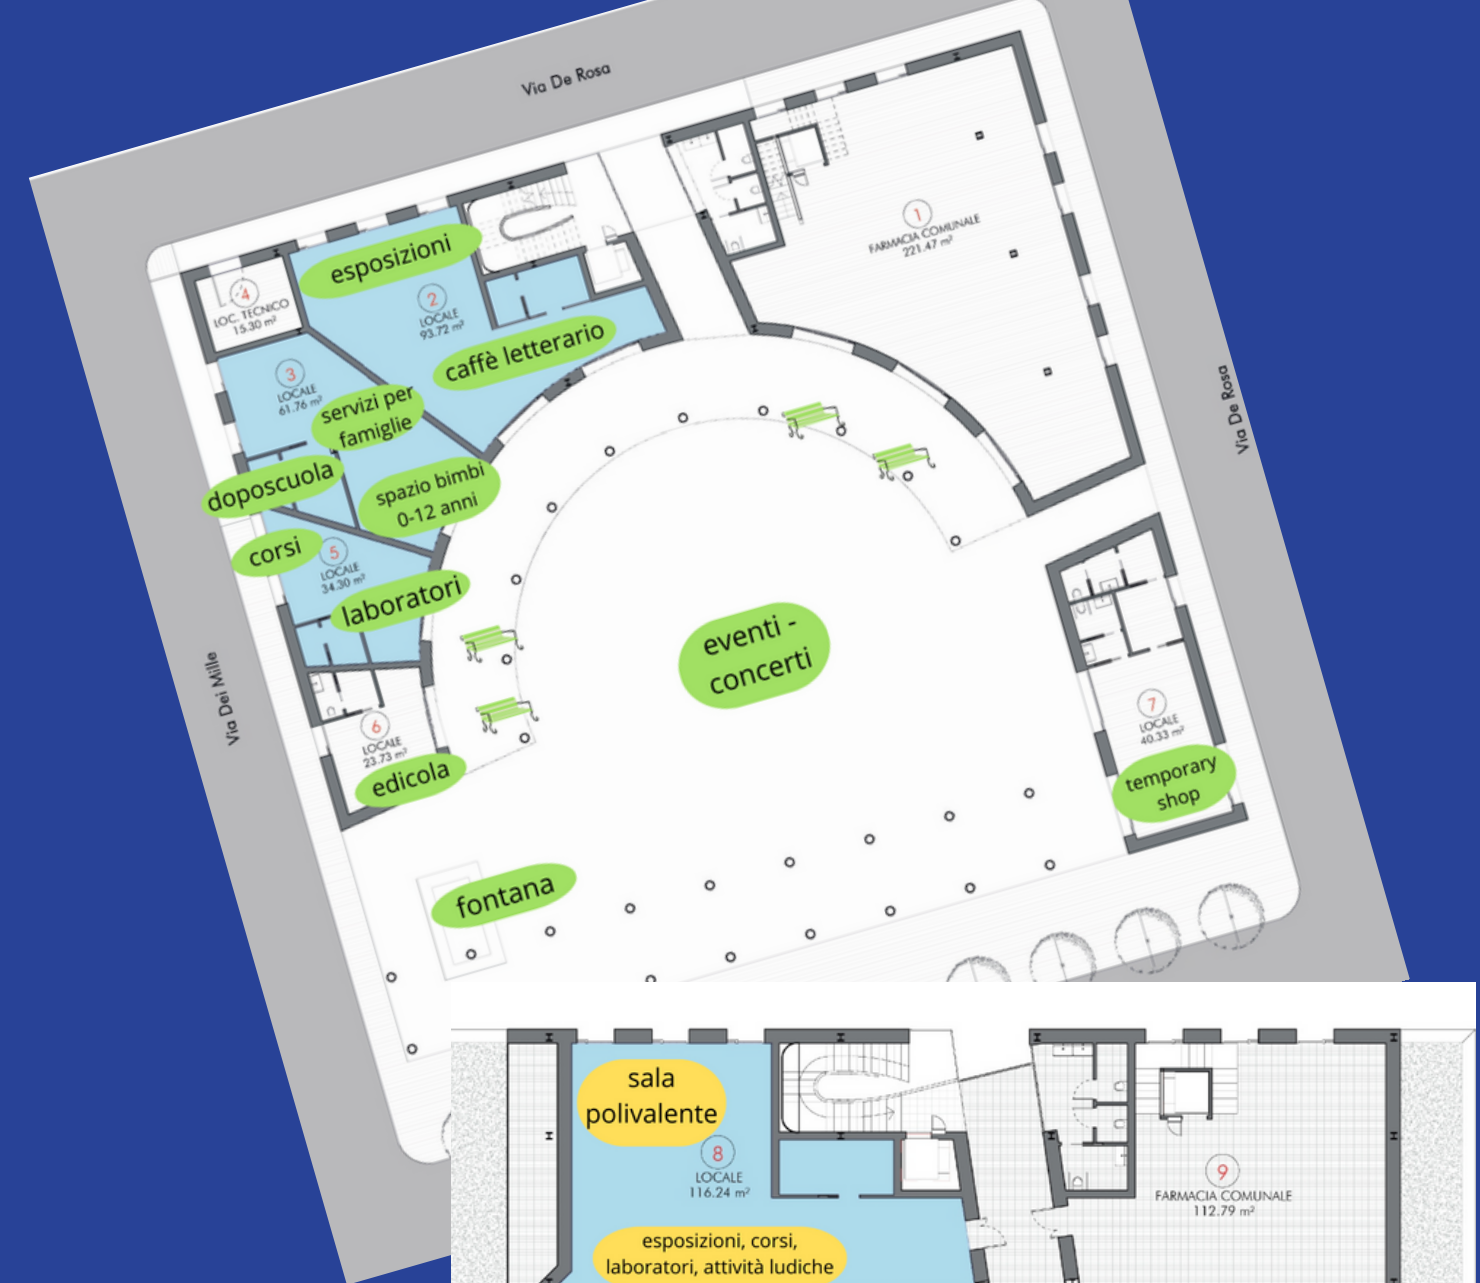 Via De Rosa
1
FARMACIA COMUNALE
221.47 m²
esposizioni
4
LOC. TECNICO
15.30 m²
2
LOCALE
93.72 m²
caffè letterario
3
LOCALE
61.76 m²
servizi per
famiglie
Via De Rosa
doposcuola
spazio bimbi
0-12 anni
corsi
5
LOCALE
34.30 m²
laboratori
eventi -
concerti
Via Dei Mille
6
LOCALE
23.73 m²
edicola
7
LOCALE
40.33 m²
temporary
shop
fontana
sala
polivalente
8
LOCALE
116.24 m²
9
FARMACIA COMUNALE
112.79 m²
esposizioni, corsi,
laboratori, attività ludiche